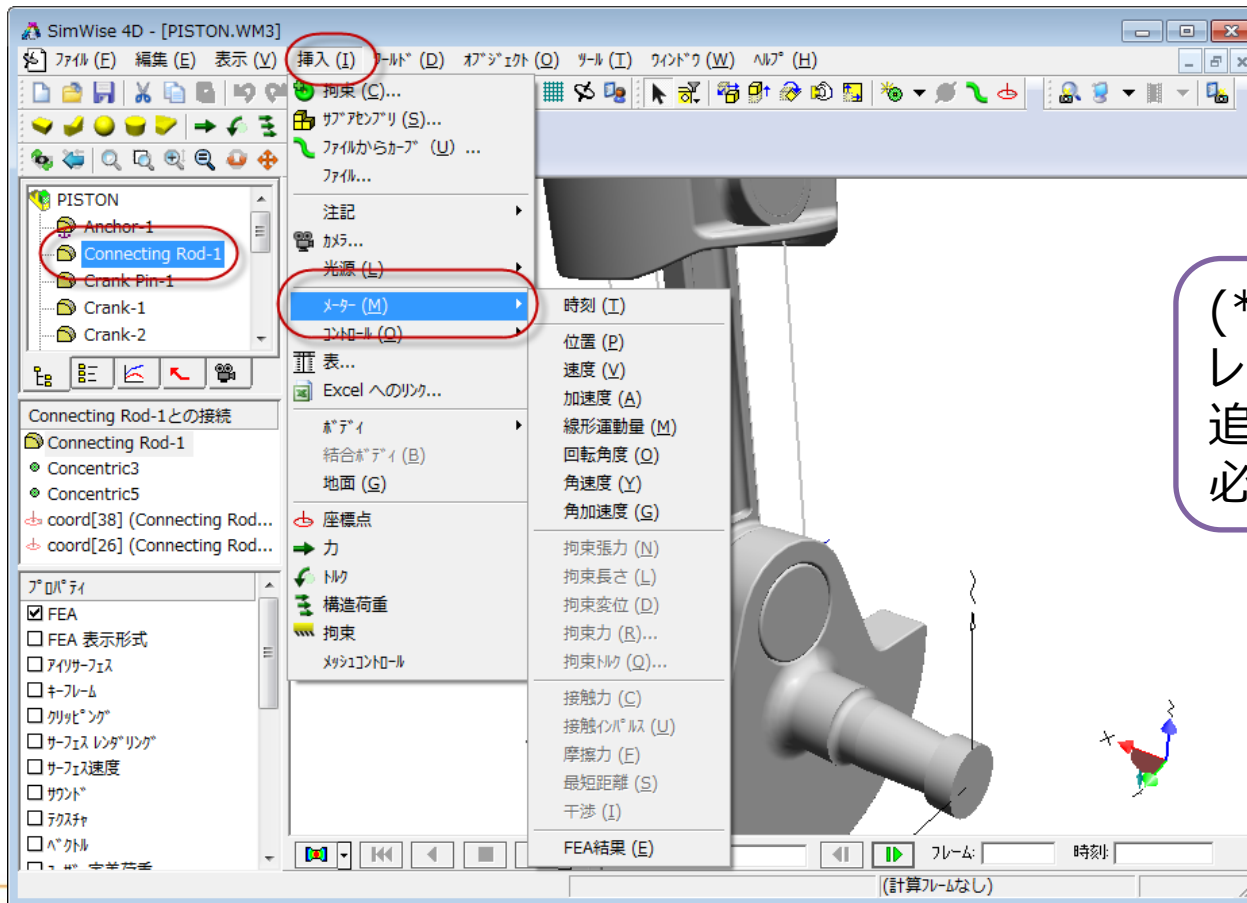 SimWise 4D - [PISTON.WM3]
ﾌｧｲﾙ (F) 編集 (E) 表示 (V) 挿入 (I) ﾜｰﾙﾄﾞ (D) ｵﾌﾞｼﾞｪｸﾄ (O) ﾂｰﾙ (T) ｳｨﾝﾄﾞｳ (W) ﾍﾙﾌﾟ (H)
拘束 (C)...
ｻﾌﾞｱｾﾝﾌﾞﾘ (S)...
ﾌｧｲﾙからｶｰﾌﾞ (U) ...
ﾌｧｲﾙ...
注記
ｶﾒﾗ...
光源 (L)
ﾒｰﾀｰ (M)
ｺﾝﾄﾛｰﾙ (O)
表...
Excel へのﾘﾝｸ...
ﾎﾞﾃﾞｨ
結合ﾎﾞﾃﾞｨ (B)
地面 (G)
座標点
力
ﾄﾙｸ
構造荷重
拘束
ﾒｯｼｭｺﾝﾄﾛｰﾙ
時刻 (T)
位置 (P)
速度 (V)
加速度 (A)
線形運動量 (M)
回転角度 (O)
角速度 (Y)
角加速度 (G)
拘束張力 (N)
拘束長さ (L)
拘束変位 (D)
拘束力 (R)...
拘束ﾄﾙｸ (Q)...
接触力 (C)
接触ｲﾝﾊﾟﾙｽ (U)
摩擦力 (F)
最短距離 (S)
干渉 (I)
FEA結果 (E)
PISTON
Anchor-1
Connecting Rod-1
Crank Pin-1
Crank-1
Crank-2
Connecting Rod-1との接続
Connecting Rod-1
Concentric3
Concentric5
coord[38] (Connecting Rod...
coord[26] (Connecting Rod...
ﾌﾟﾛﾊﾟﾃｨ
FEA
FEA 表示形式
ｱｲｿｻｰﾌｪｽ
ｷｰﾌﾚｰﾑ
ｸﾘｯﾋﾟﾝｸﾞ
ｻｰﾌｪｽ ﾚﾝﾀﾞﾘﾝｸﾞ
ｻｰﾌｪｽ速度
ｻｳﾝﾄﾞ
ﾃｸｽﾁｬ
ﾍﾞｸﾄﾙ
(*
レ
追
必
ﾌﾚｰﾑ: 時刻:
(計算ﾌﾚｰﾑなし)